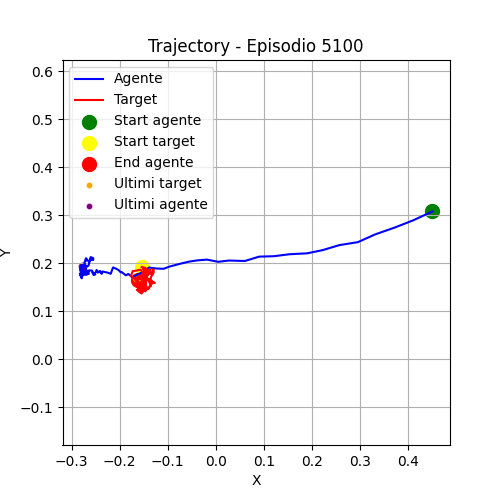 Trajectory - Episodio 5100
Agente
Target
Start agente
Start target
End agente
Ultimi target
Ultimi agente
0.6
0.5
0.4
0.3
0.2
0.1
0.0
−0.1
Y
−0.3 −0.2 −0.1 0.0 0.1 0.2 0.3 0.4
X